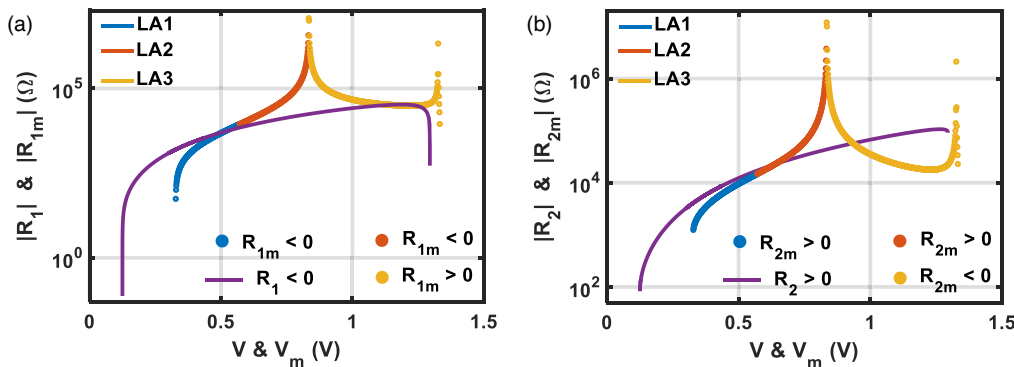 (a)
LA1
LA2
LA3
|R1| & |R1m| (Ω)
10^5
10^0
R1m < 0
R1m < 0
R1 < 0
R1m > 0
0
0.5
1
1.5
V & Vm (V)
(b)
LA1
LA2
LA3
|R2| & |R2m| (Ω)
10^6
10^4
10^2
R2m > 0
R2m > 0
R2 > 0
R2m < 0
0
0.5
1
1.5
V & Vm (V)